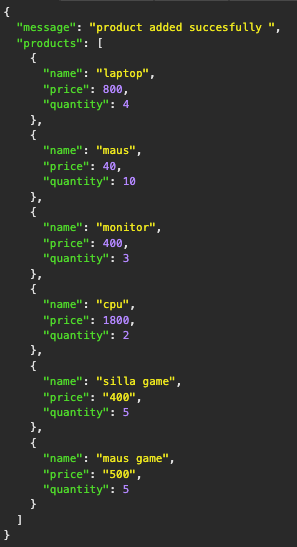 {
"message": "product added succesfully ",
"products": [
{
"name": "laptop",
"price": 800,
"quantity": 4
},
{
"name": "maus",
"price": 40,
"quantity": 10
},
{
"name": "monitor",
"price": 400,
"quantity": 3
},
{
"name": "cpu",
"price": 1800,
"quantity": 2
},
{
"name": "silla game",
"price": "400",
"quantity": 5
},
{
"name": "maus game",
"price": "500",
"quantity": 5
}
]
}